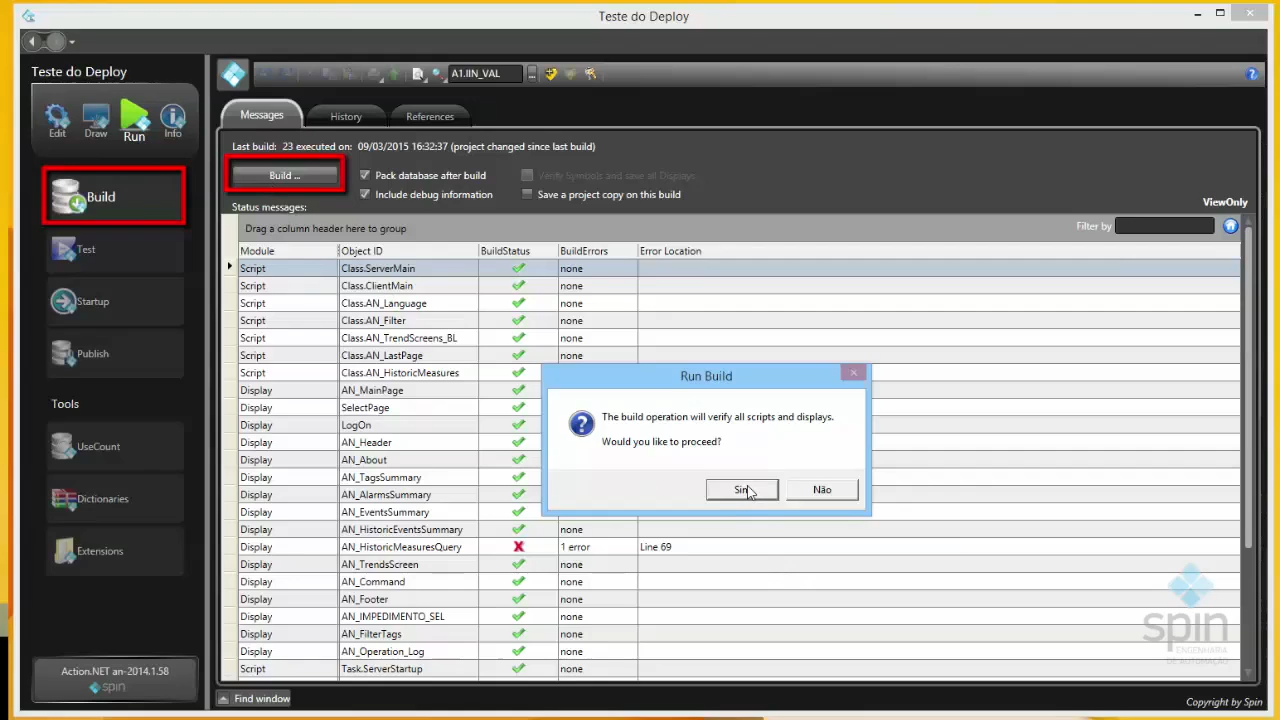 Teste do Deploy
Teste do Deploy
Edit Draw Run Info
A1.IIN_VAL ...
Messages History References
Last build: 23 executed on: 09/03/2015 16:32:37 (project changed since last build)
Build ... Pack database after build Verify Symbols and save all Displays
Include debug information Save a project copy on this build
Status messages: ViewOnly
Drag a column header here to group Filter by
Module Object ID BuildStatus BuildErrors Error Location
Script Class.ServerMain none
Script Class.ClientMain none
Script Class.AN_Language none
Script Class.AN_Filter none
Script Class.AN_TrendScreens_BL none
Script Class.AN_LastPage none
Script Class.AN_HistoricMeasures
Display AN_MainPage
Display SelectPage
Display LogOn
Display AN_Header
Display AN_About
Display AN_TagsSummary
Display AN_AlarmsSummary
Display AN_EventsSummary
Display AN_HistoricEventsSummary none
Display AN_HistoricMeasuresQuery 1 error Line 69
Display AN_TrendsScreen none
Display AN_Command none
Display AN_Footer none
Display AN_IMPEDIMENTO_SEL none
Display AN_FilterTags none
Display AN_Operation_Log none
Script Task.ServerStartup none
Run Build
The build operation will verify all scripts and displays.
Would you like to proceed?
Não
Build
Test
Startup
Publish
Tools
UseCount
Dictionaries
Extensions
Action.NET an-2014.1.58
spin
Find window
spin
ENGENHARIA
DE AUTOMAÇÃO
Copyright by Spin